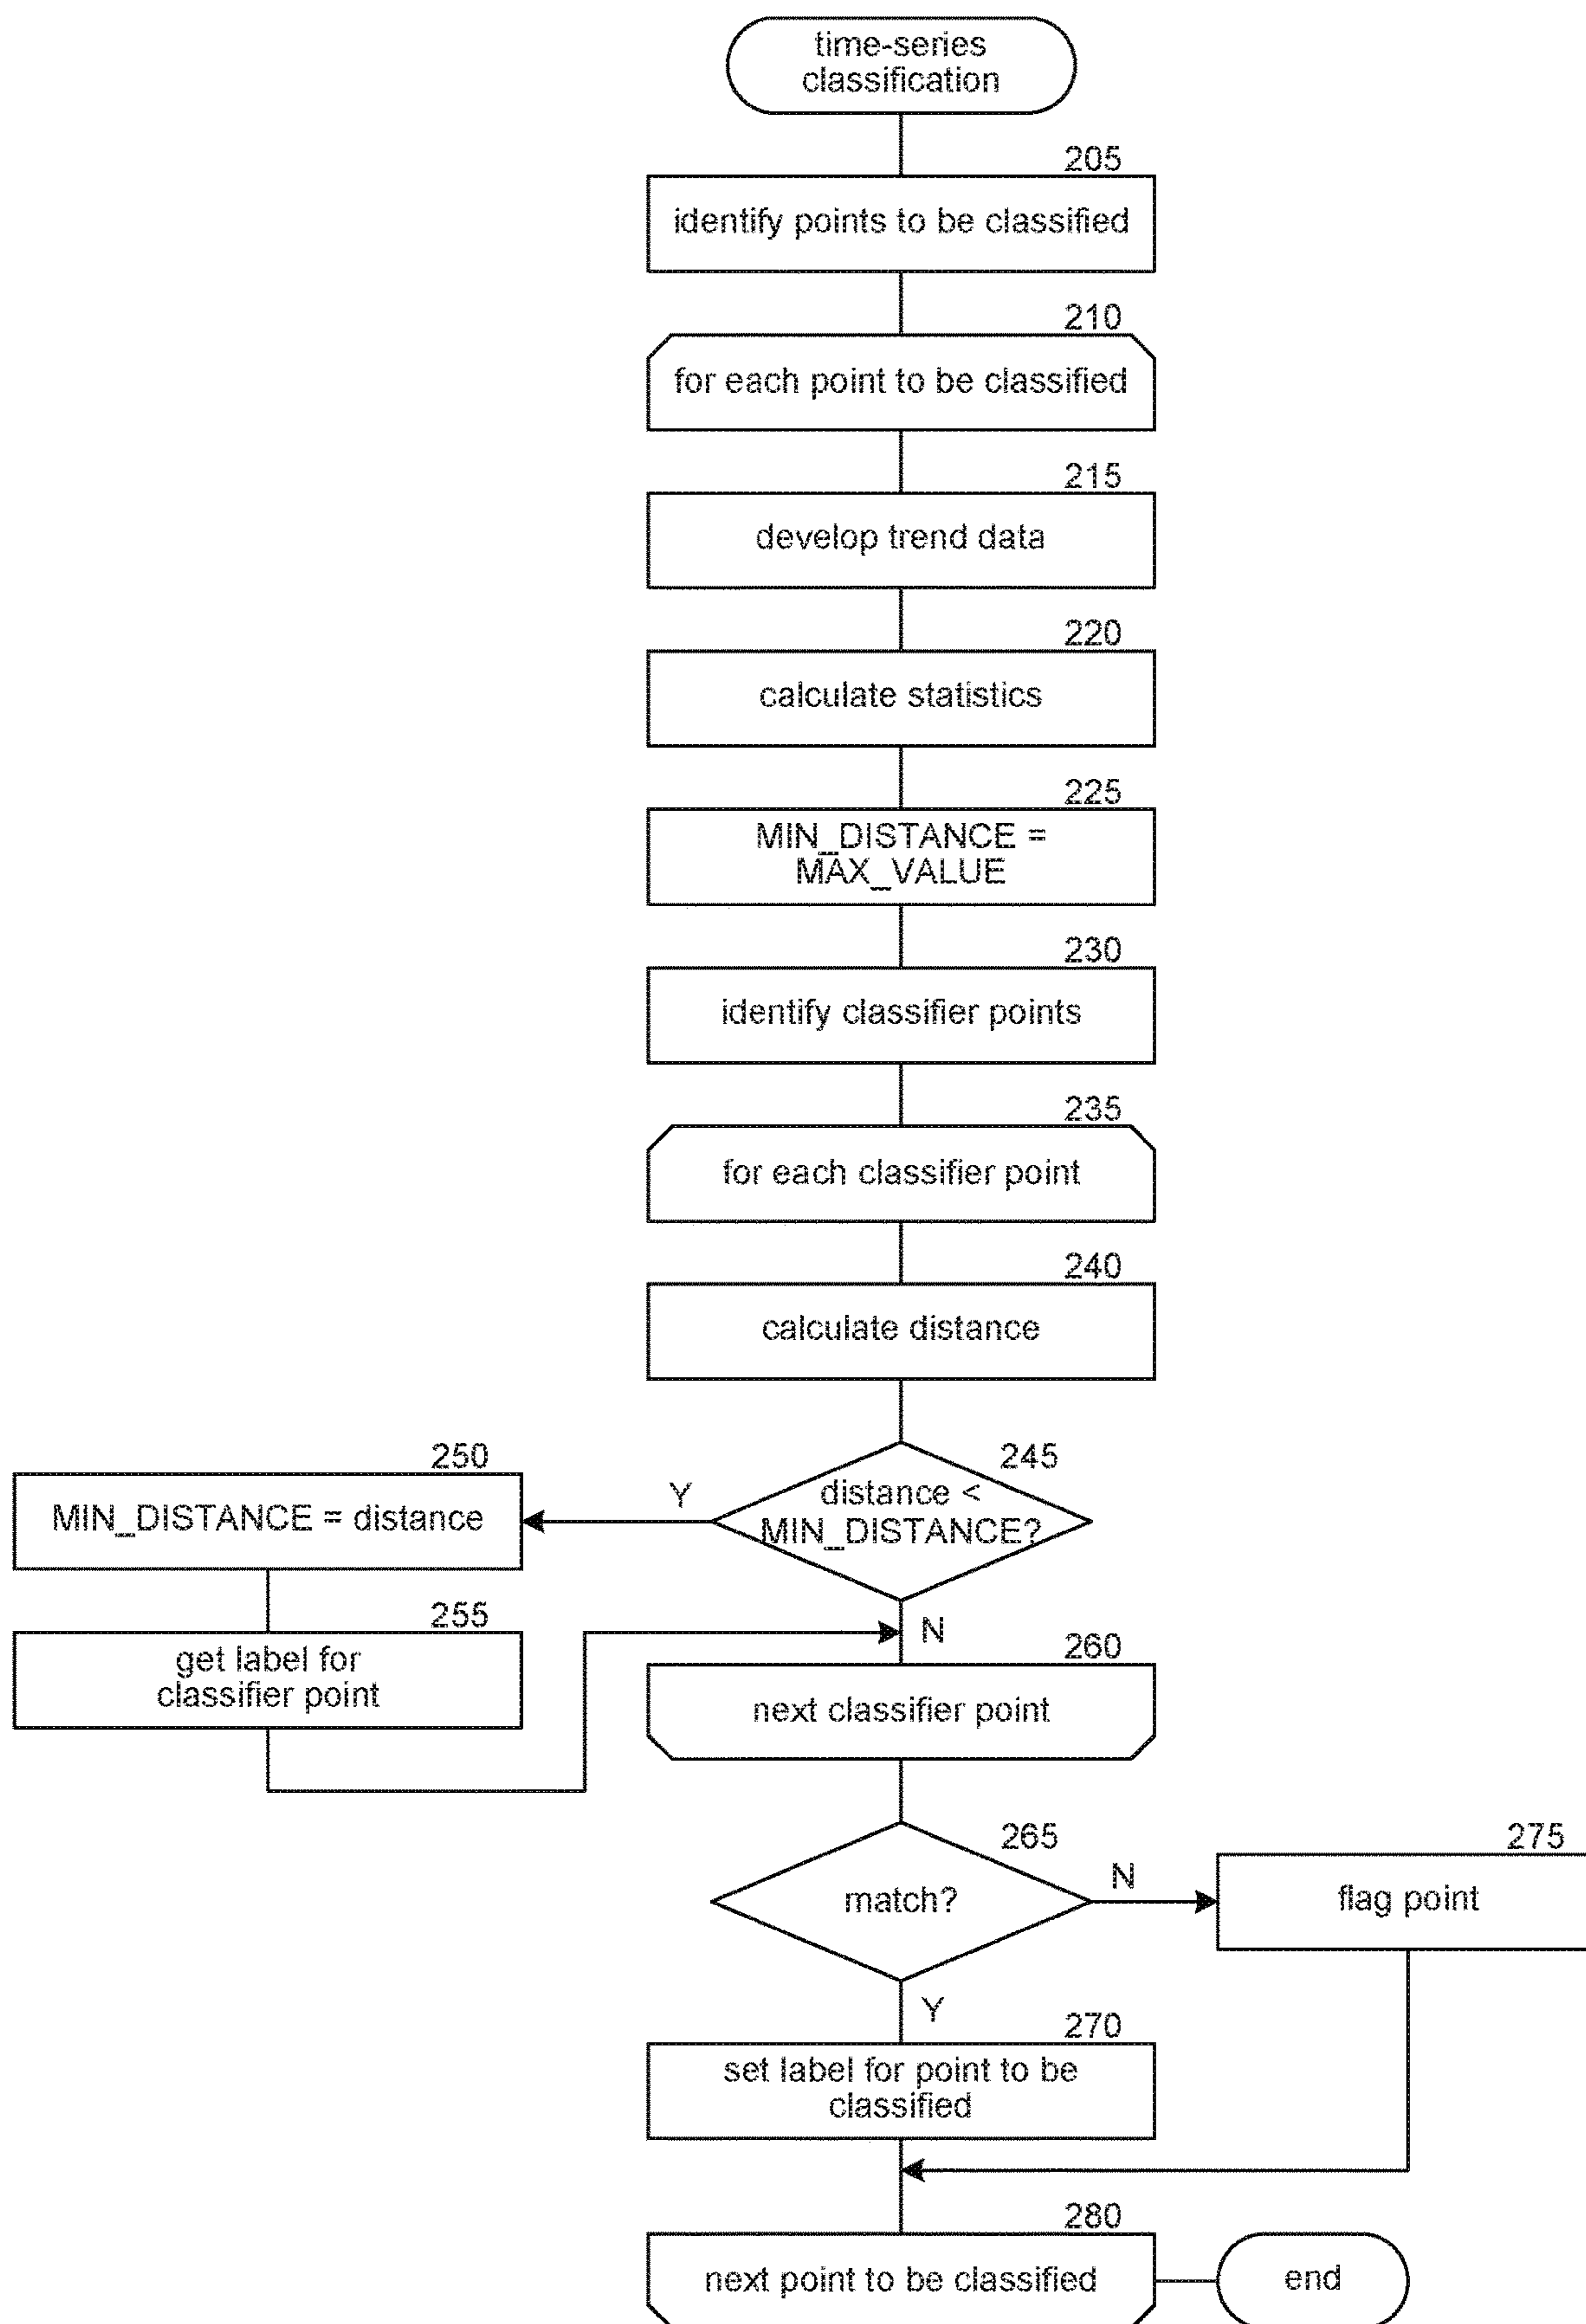 time-series
classification
205
identify points to be classified
210
for each point to be classified
215
develop trend data
220
calculate statistics
225
MIN_DISTANCE =
MAX_VALUE
230
identify classifier points
235
for each classifier point
240
calculate distance
245
distance <
MIN_DISTANCE?
Y
250
MIN_DISTANCE = distance
255
get label for
classifier point
N
260
next classifier point
265
match?
N
275
flag point
Y
270
set label for point to be
classified
280
next point to be classified
end